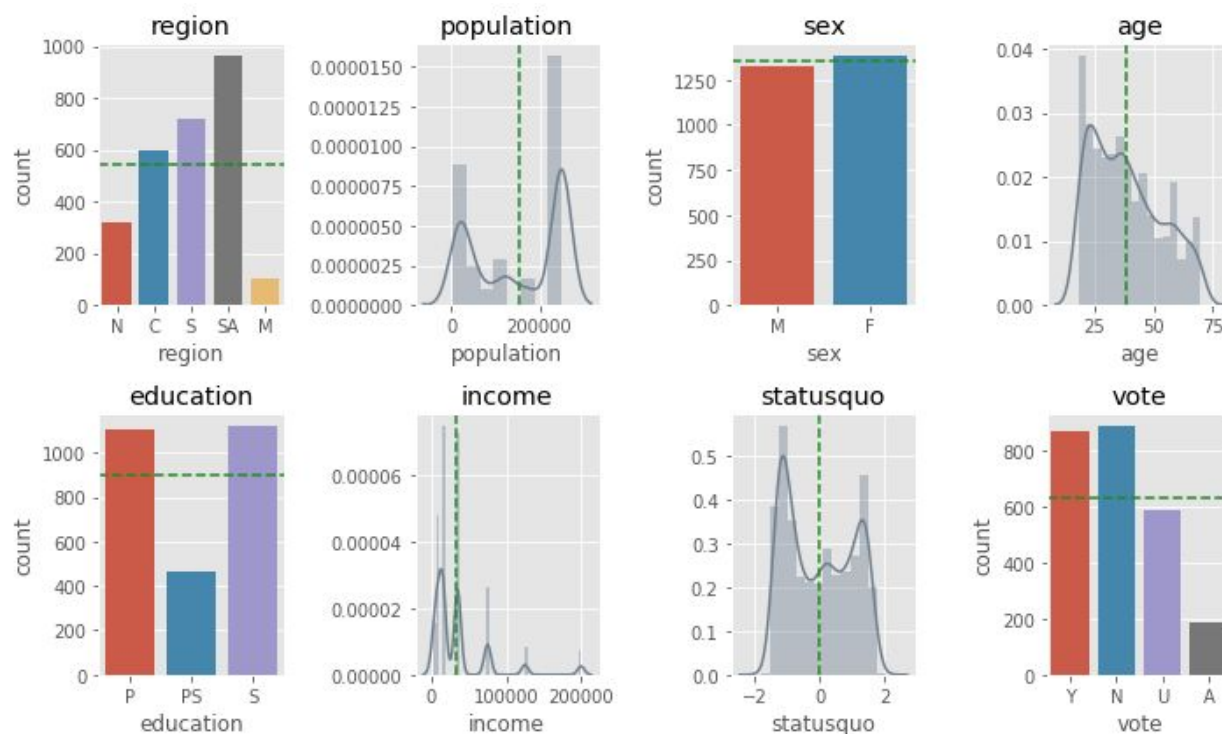 region
population
sex
age
1000
800
600
400
200
0
count
N C S SA M
region
0.0000150
0.0000125
0.0000100
0.0000075
0.0000050
0.0000025
0.0000000
0 200000
population
1250
1000
750
500
250
0
count
M F
sex
0.04
0.03
0.02
0.01
0.00
25 50 75
age
education
income
statusquo
vote
1000
800
600
400
200
0
count
P PS S
education
0.00006
0.00004
0.00002
0.00000
0 100000 200000
income
0.5
0.4
0.3
0.2
0.1
0.0
−2 0 2
statusquo
800
600
400
200
0
count
Y N U A
vote